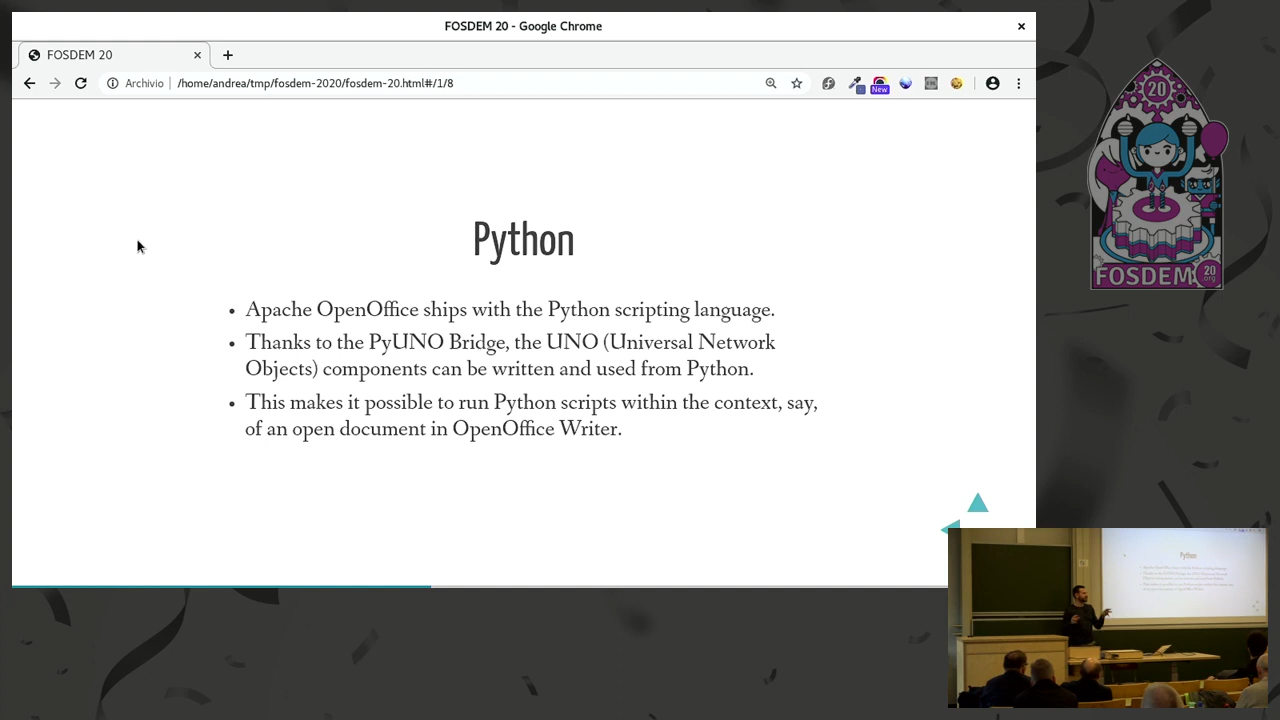 FOSDEM 20 - Google Chrome
FOSDEM 20
Archivio
/home/andrea/tmp/fosdem-2020/fosdem-20.html#/1/8
New
Python
• Apache OpenOffice ships with the Python scripting language.
• Thanks to the PyUNO Bridge, the UNO (Universal Network
Objects) components can be written and used from Python.
• This makes it possible to run Python scripts within the context, say,
of an open document in OpenOffice Writer.
20
FOSDEM
20
.org
Python